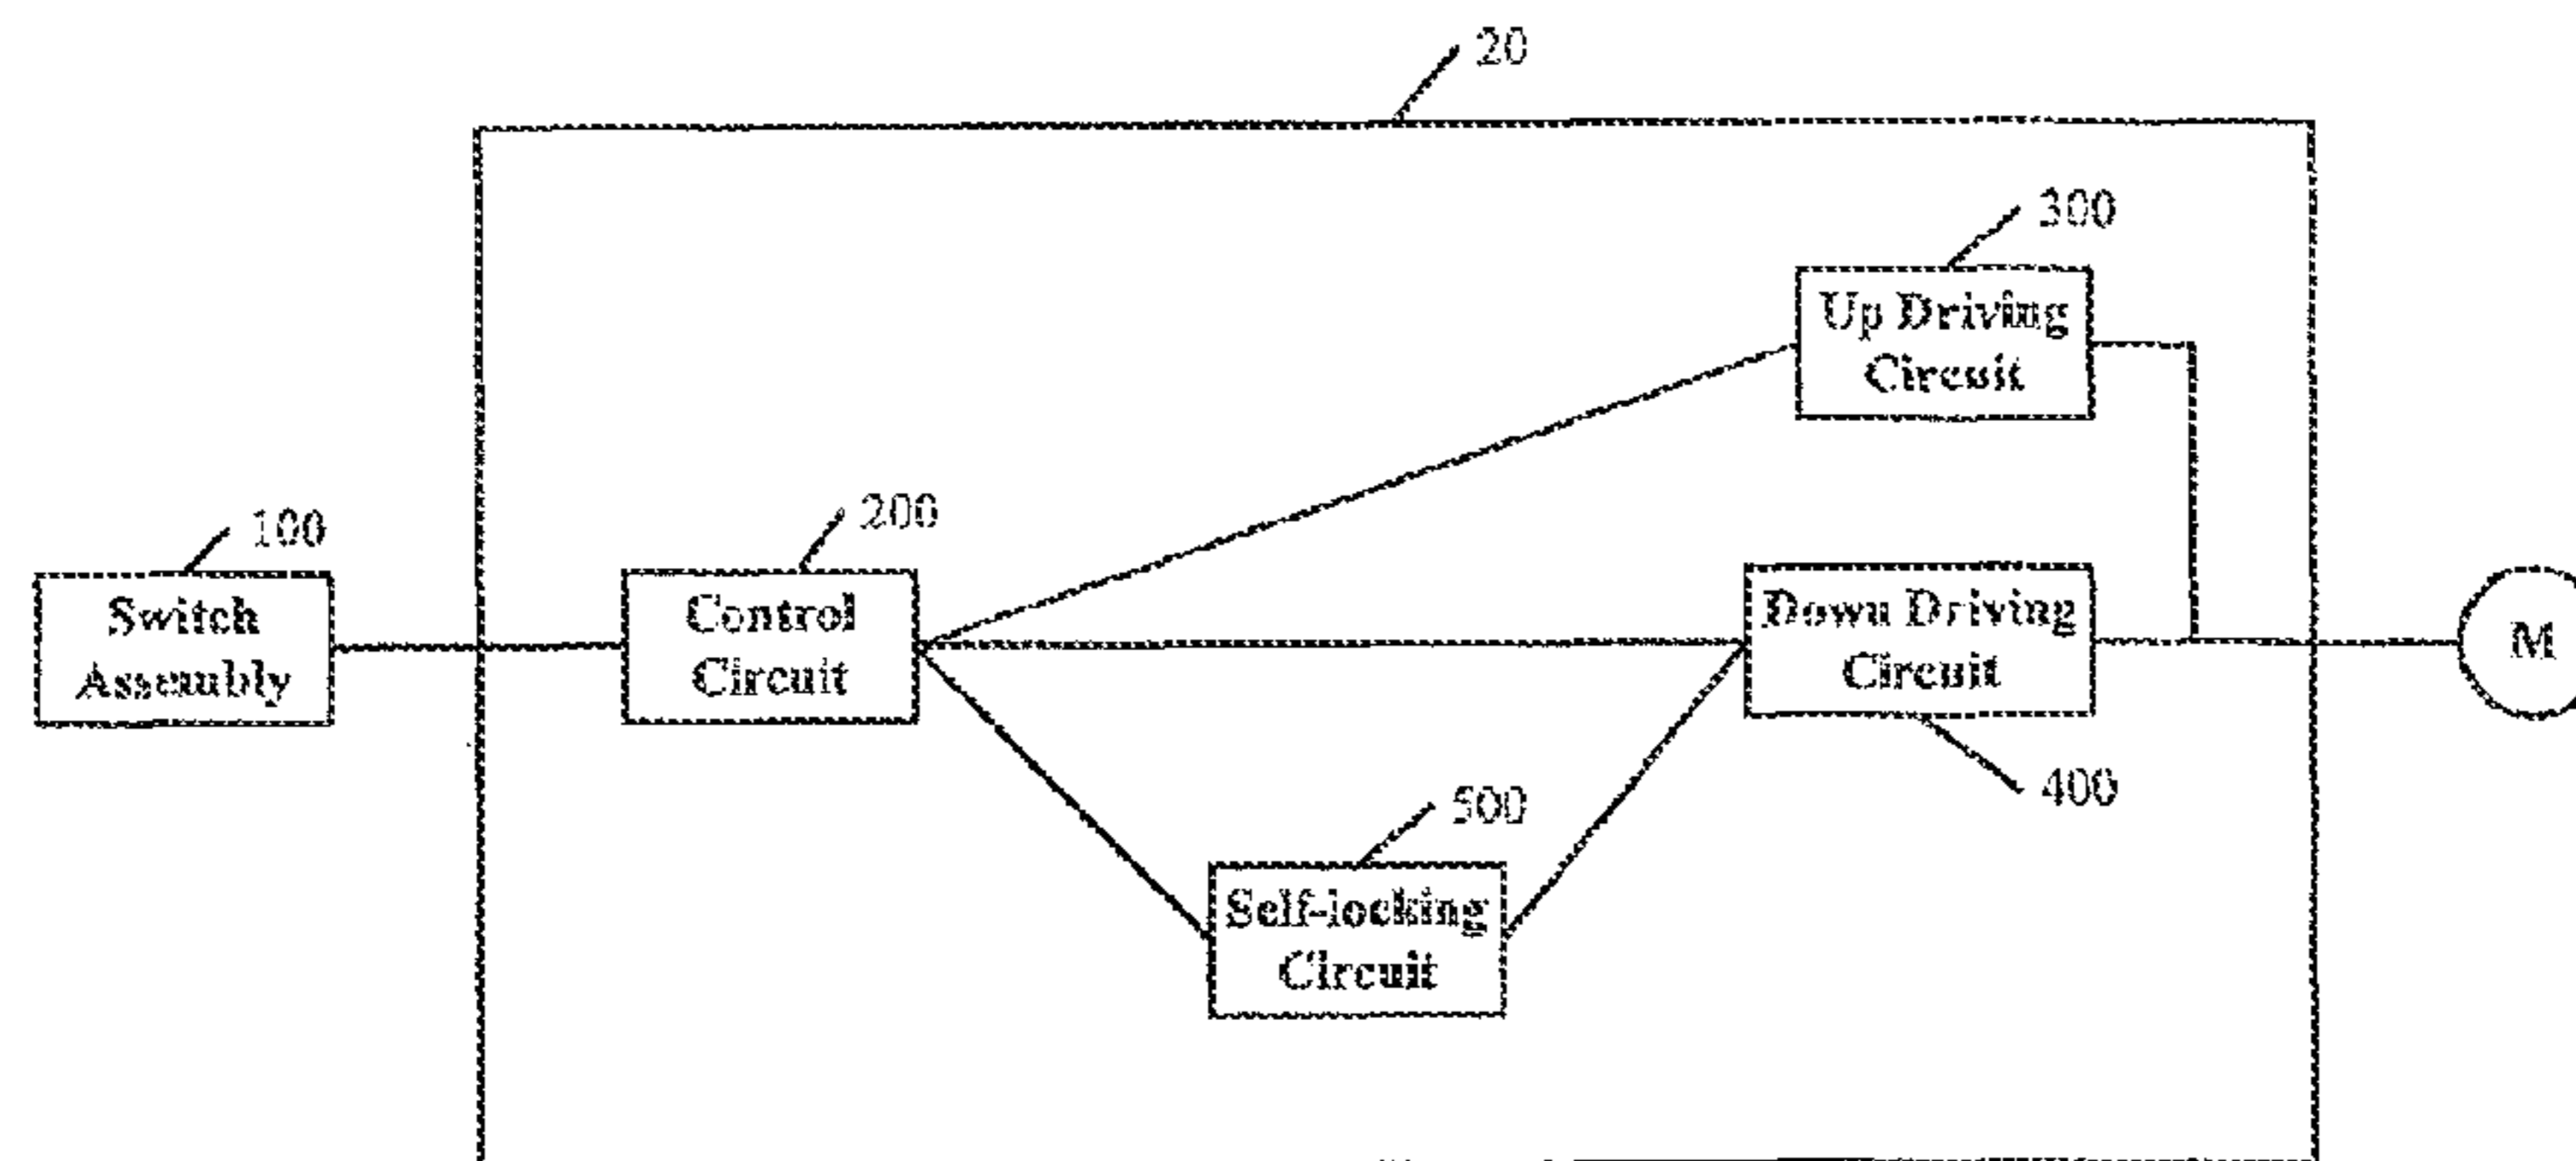 20
300
Up Driving
Circuit
100
Switch
Assembly
200
Control
Circuit
Down Driving
Circuit
400
M
500
Self-locking
Circuit